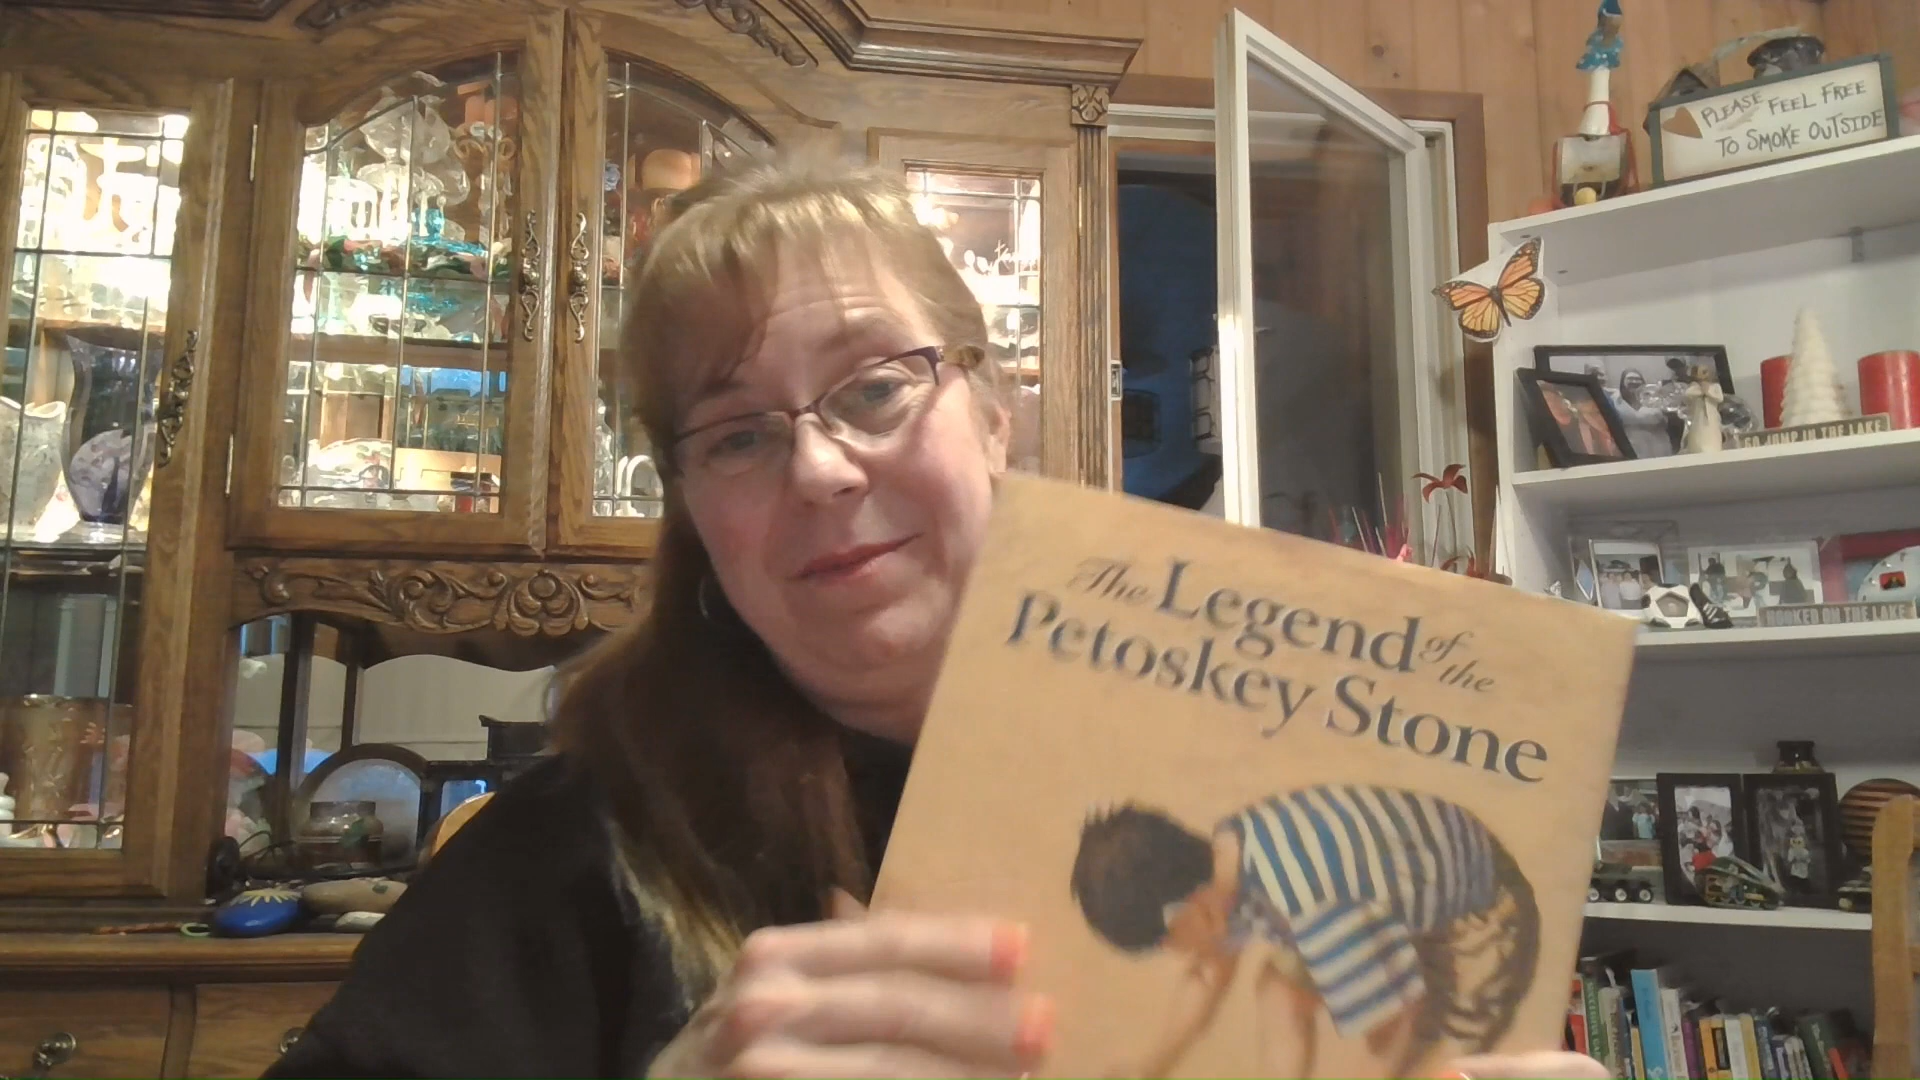 The Legend of the
Petoskey Stone
PLEASE FEEL FREE
TO SMOKE OUTSIDE
GO JUMP IN THE LAKE
HOOKED ON THE LAKE